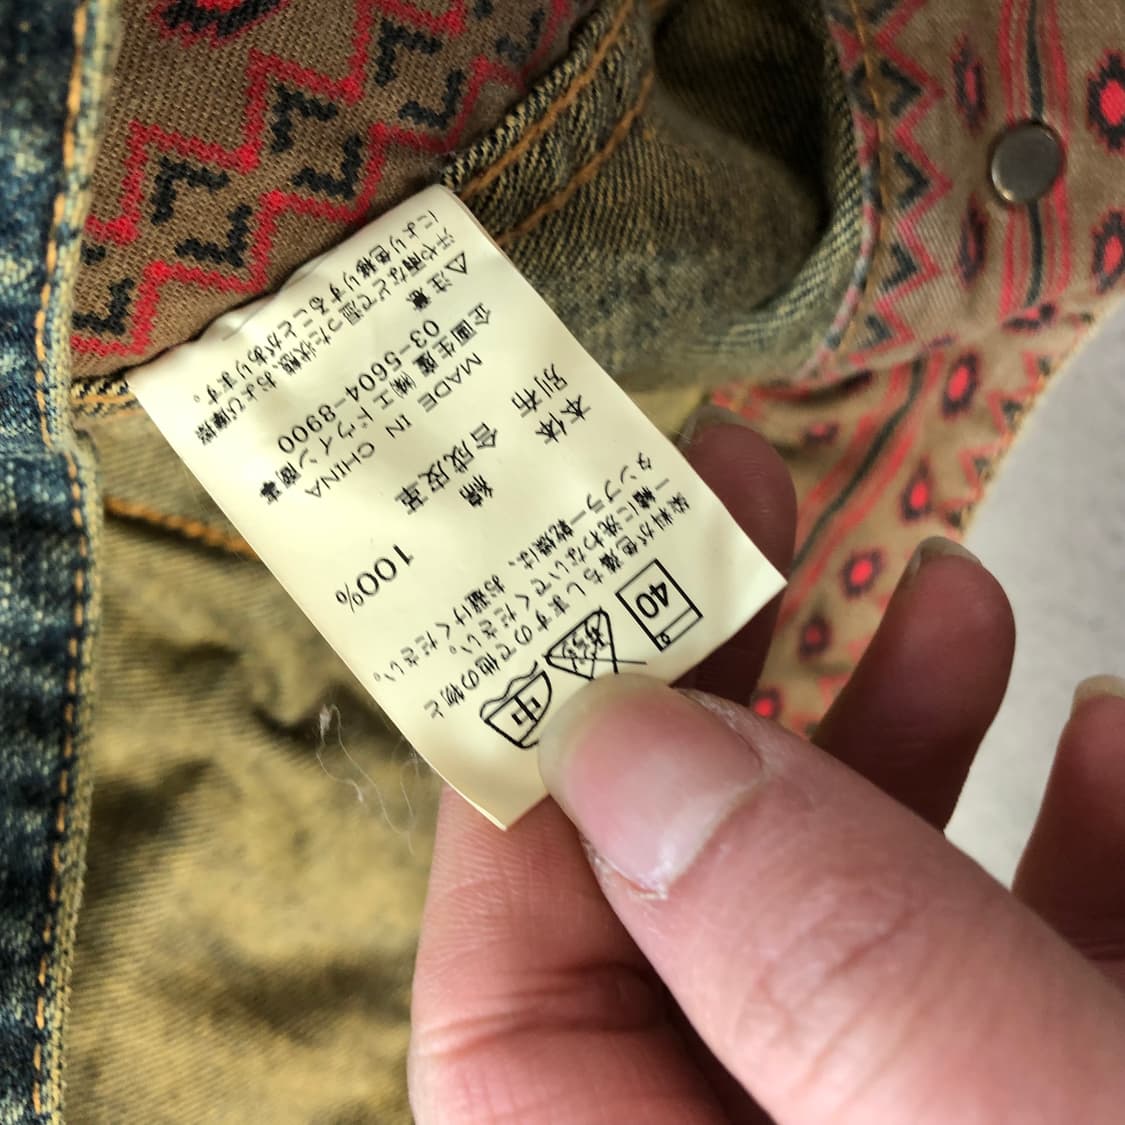 40
中
染料が色落ちしますので他の物と
一緒に洗わないでください。
タンブラー乾燥は、お避けください。
本体 綿 100%
別布 合成皮革
MADE IN CHINA
企画生産 ㈱エドウイン商事
03-5604-8900
⚠注意
汗や雨などで湿った状態、および摩擦
により色移りすることがあります。